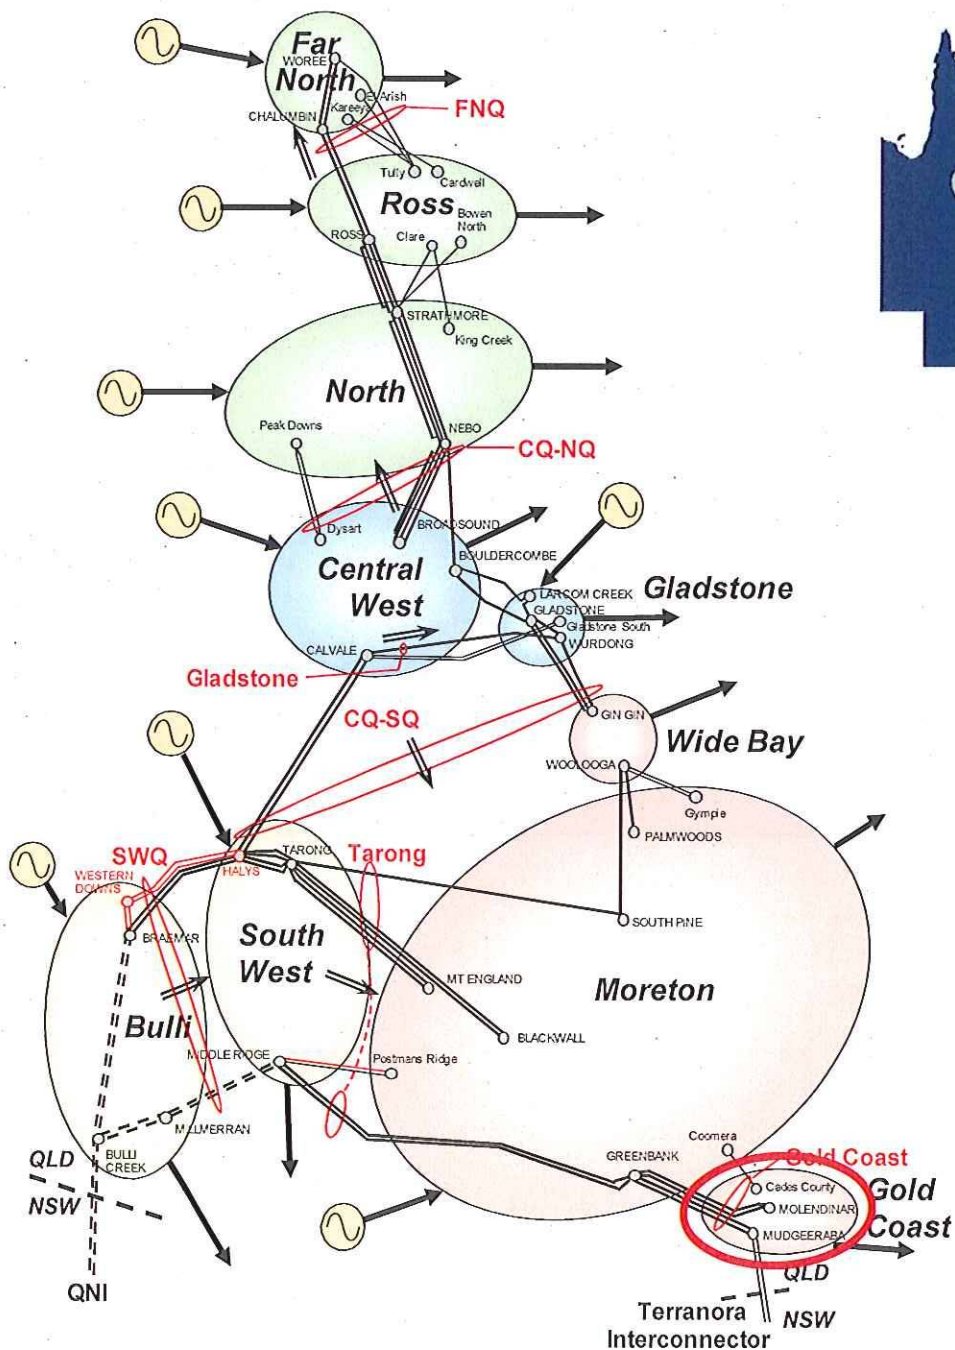 Far
North
WOREE
El Arish
Kareeya
CHALUMBIN
FNQ
Tully
Cardwell
Ross
Bowen
North
Clare
ROSS
STRATHMORE
King Creek
North
Peak Downs
NEBO
CQ-NQ
BROADSOUND
Dysart
BOULDERCOMBE
Central
West
LARCOM CREEK
Gladstone
GLADSTONE
Gladstone South
WURDONG
CALVALE
Gladstone
CQ-SQ
GIN GIN
Wide Bay
WOOLOOGA
Gympie
PALMWOODS
TARONG
Tarong
SWQ
HALYS
WESTERN
DOWNS
BRAEMAR
SOUTH PINE
South
West
MT ENGLAND
Moreton
Bulli
BLACKWALL
MIDDLE RIDGE
Postmans Ridge
MILLMERRAN
BULLI
CREEK
Coomera
GREENBANK
Gold Coast
QLD
NSW
Cades County
MOLENDINAR
MUDGEERABA
Gold
Coast
QNI
QLD
NSW
Terranora
Interconnector